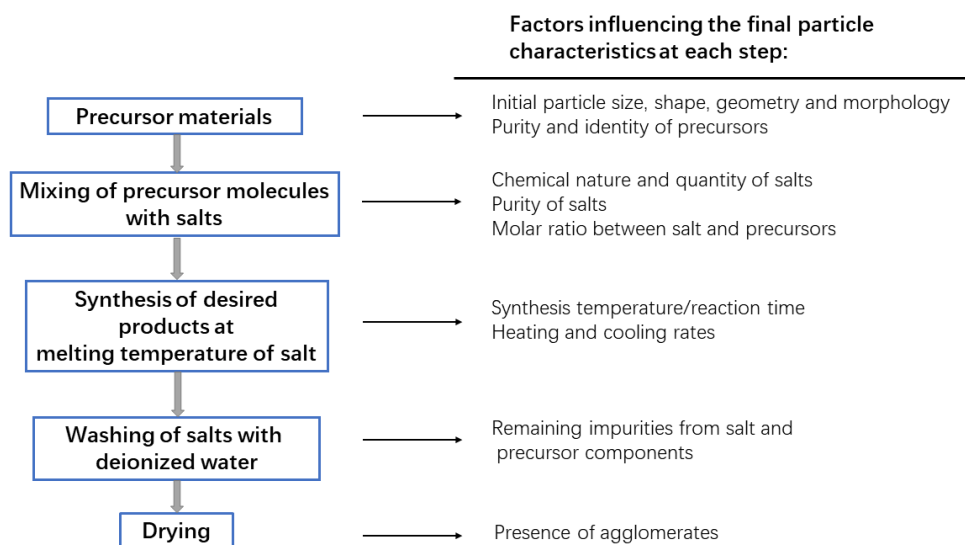 Factors influencing the final particle
characteristics at each step:
Precursor materials
Initial particle size, shape, geometry and morphology
Purity and identity of precursors
Mixing of precursor molecules
with salts
Chemical nature and quantity of salts
Purity of salts
Molar ratio between salt and precursors
Synthesis of desired
products at
melting temperature of salt
Synthesis temperature/reaction time
Heating and cooling rates
Washing of salts with
deionized water
Remaining impurities from salt and
precursor components
Drying
Presence of agglomerates